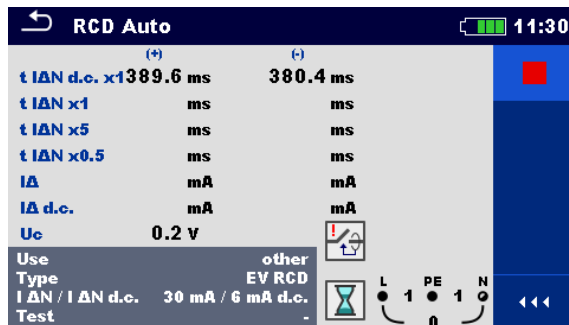 RCD Auto 11:30
(+) (-)
t IΔN d.c. x1 389.6 ms 380.4 ms
t IΔN x1 ms ms
t IΔN x5 ms ms
t IΔN x0.5 ms ms
IΔ mA mA
IΔ d.c. mA mA
Uc 0.2 V
Use other
Type EV RCD
I ΔN / I ΔN d.c. 30 mA / 6 mA d.c.
Test -
L PE N
1 1
0